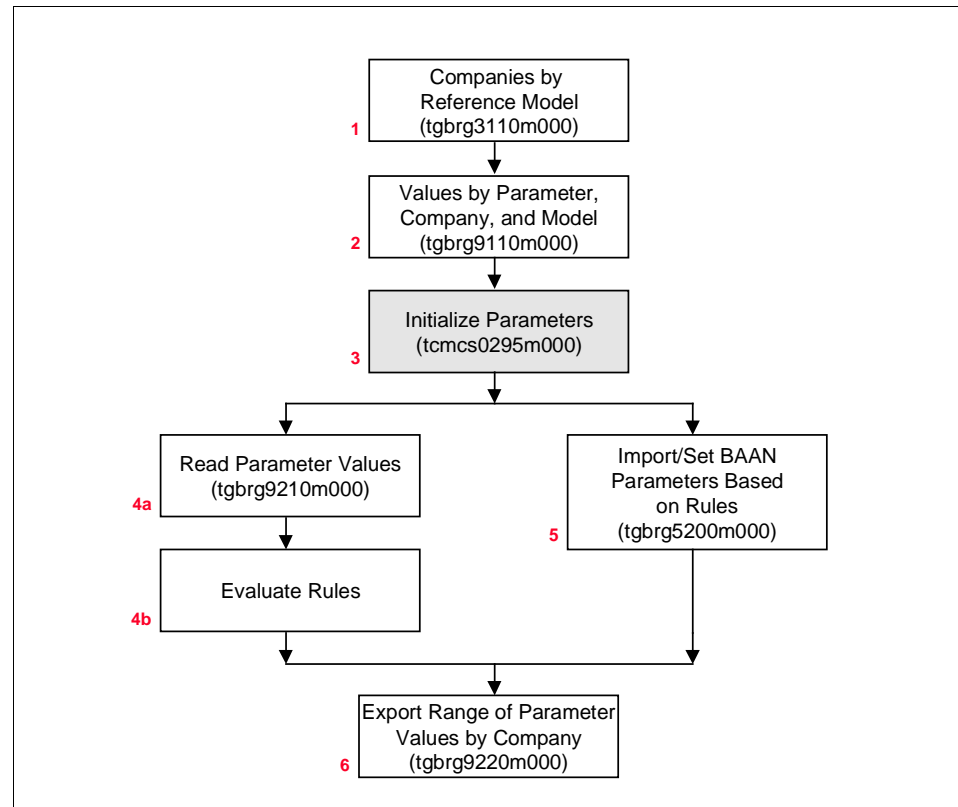 Companies by
Reference Model
(tgbrg3110m000)
1
Values by Parameter,
Company, and Model
(tgbrg9110m000)
2
Initialize Parameters
(tcmcs0295m000)
3
Read Parameter Values
(tgbrg9210m000)
4a
Import/Set BAAN
Parameters Based
on Rules
(tgbrg5200m000)
5
Evaluate Rules
4b
Export Range of Parameter
Values by Company
(tgbrg9220m000)
6